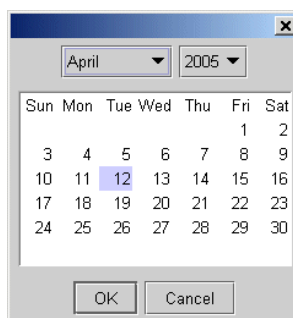 April 2005
Sun Mon Tue Wed Thu Fri Sat
1 2
3 4 5 6 7 8 9
10 11 12 13 14 15 16
17 18 19 20 21 22 23
24 25 26 27 28 29 30
OK Cancel